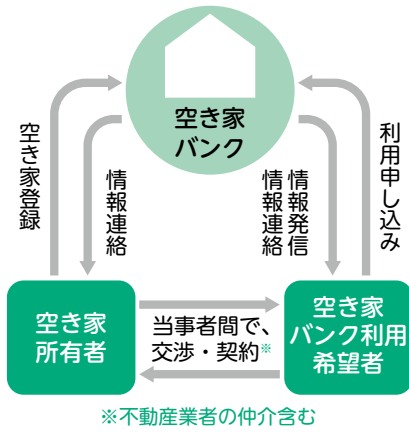 空き家
バンク
空き家登録
情報連絡
情報発信
情報連絡
利用申し込み
空き家
所有者
当事者間で、
交渉・契約※
空き家
バンク利用
希望者
※不動産業者の仲介含む